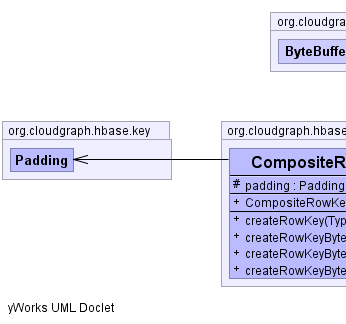 org.cloudgraph.h
ByteBuffe
org.cloudgraph.hbase.key
Padding
org.cloudgraph.hbase
CompositeR
# padding : Padding
+ CompositeRowKe
+ createRowKey(Typ
+ createRowKeyByte
+ createRowKeyByte
+ createRowKeyByte
yWorks UML Doclet